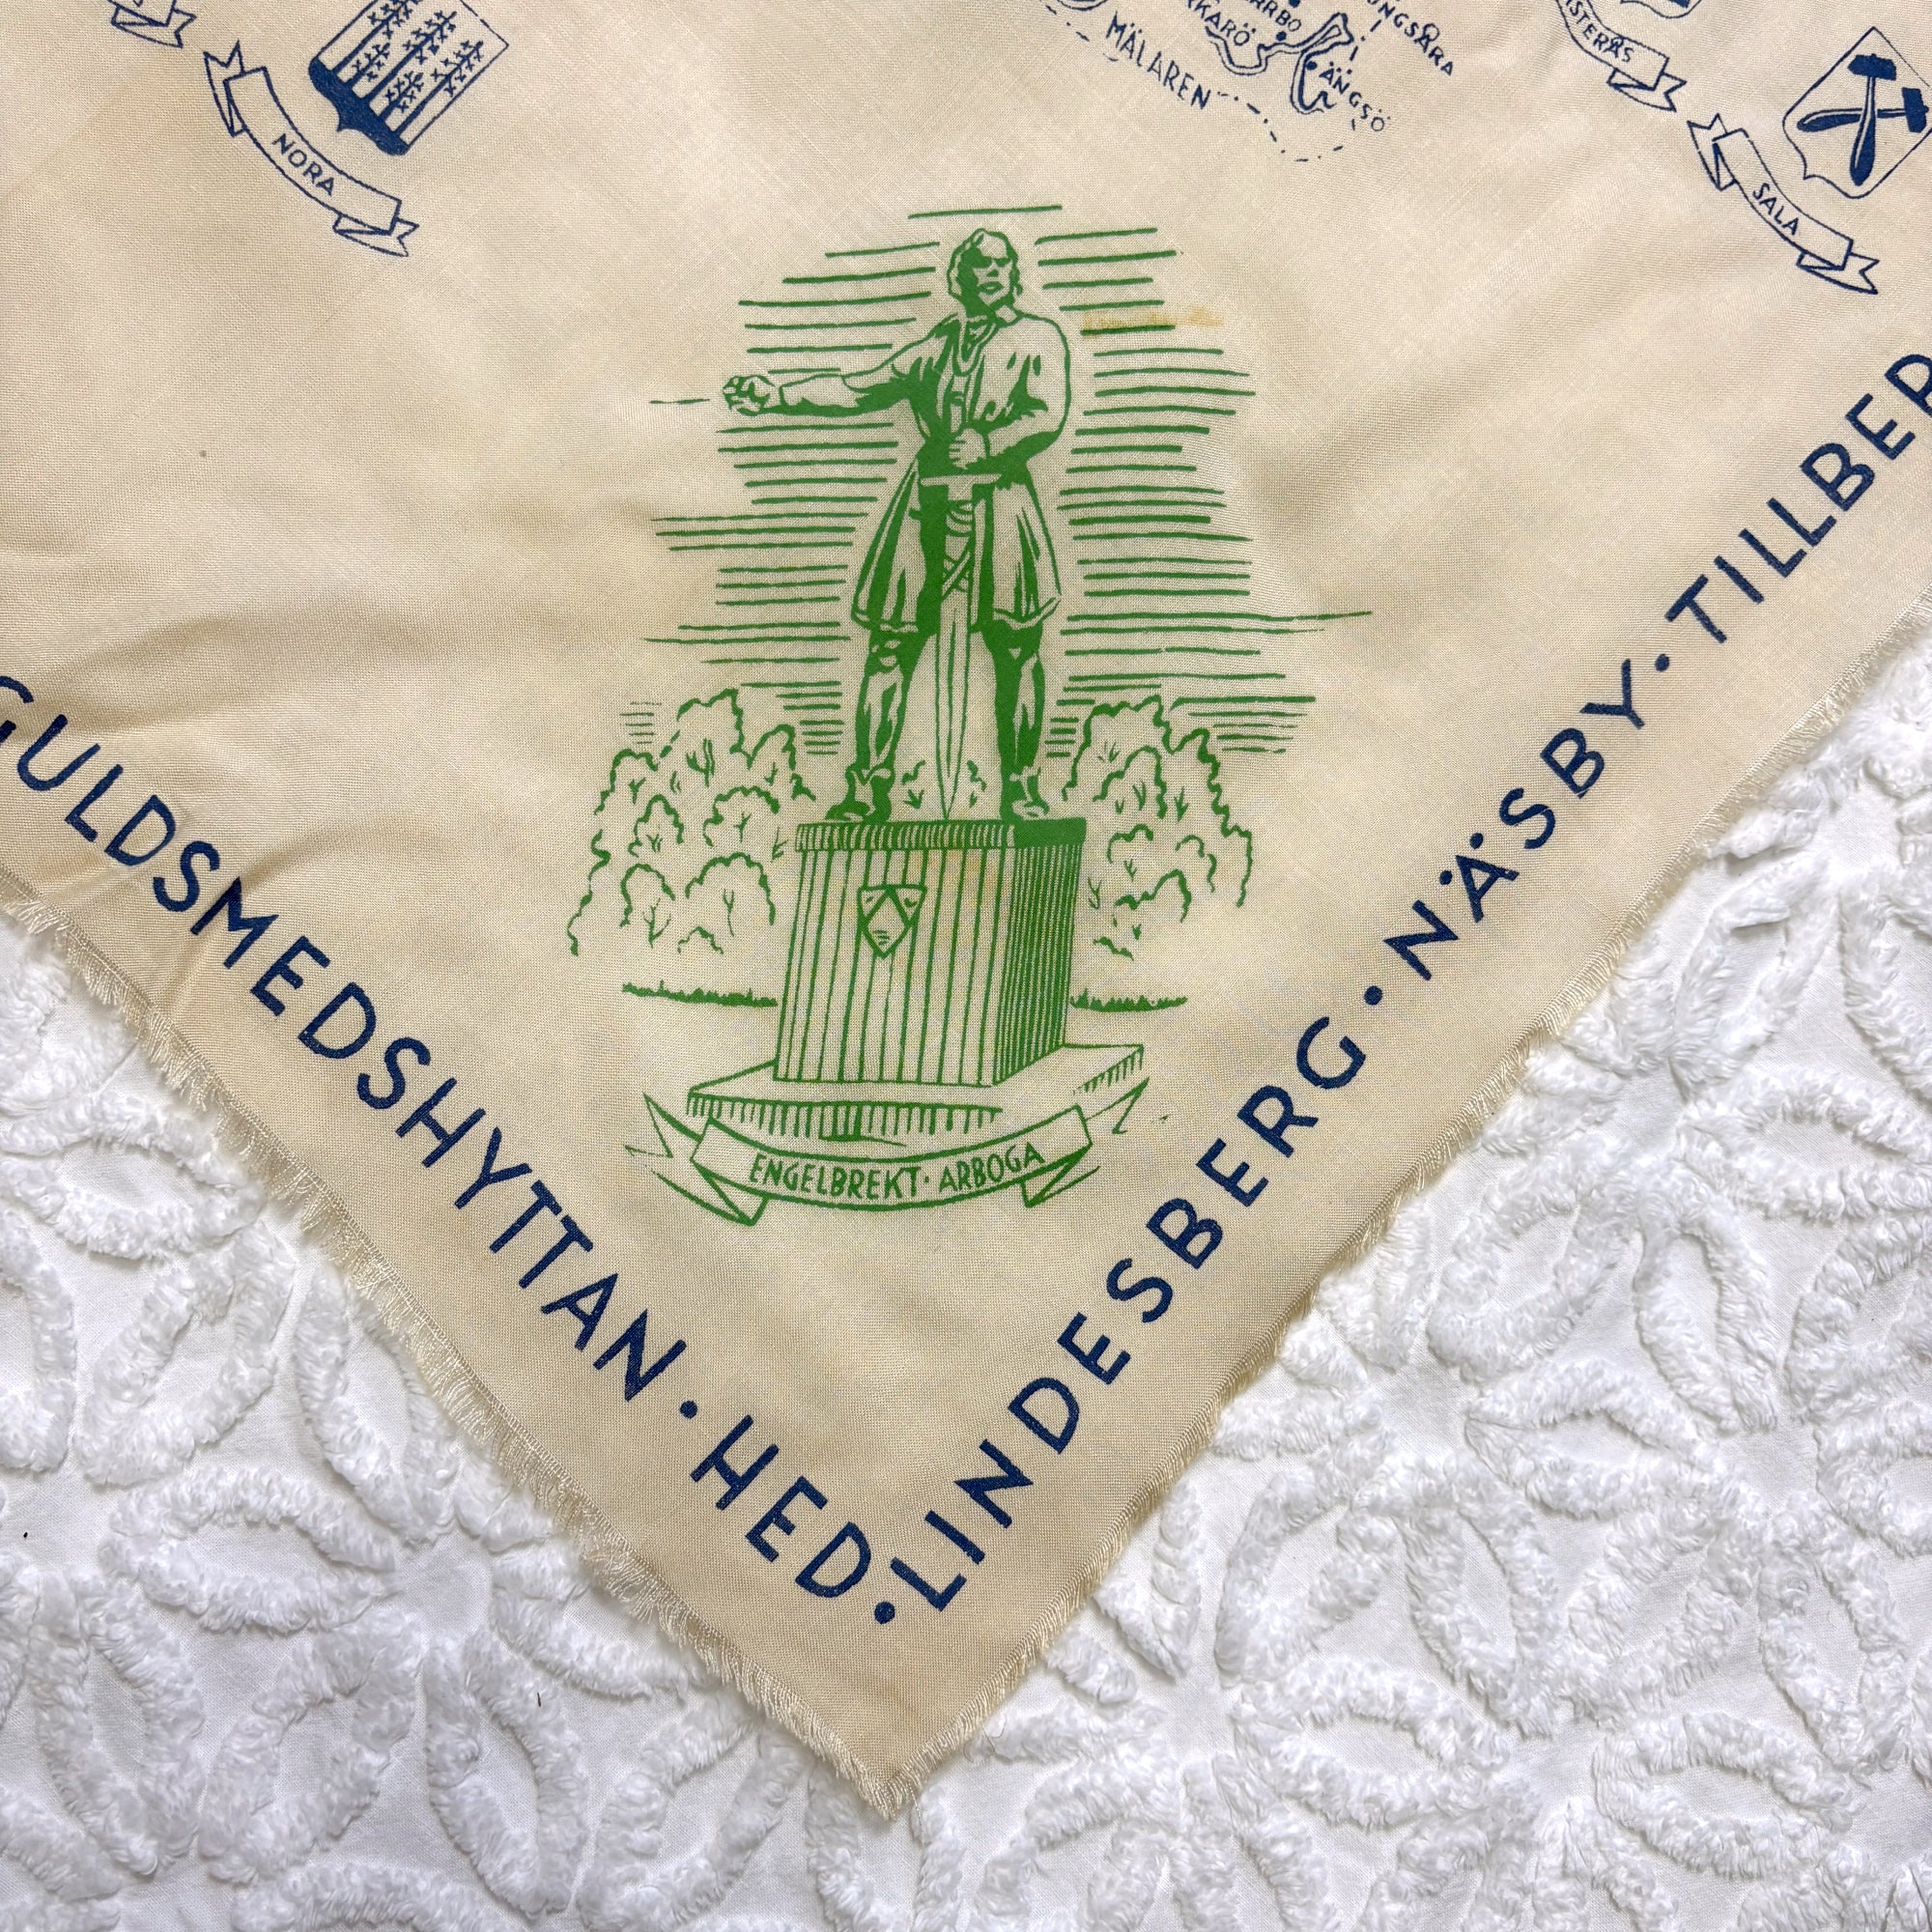 NORA
MÄLAREN
ÄNGSÖ
SALA
ENGELBREKT · ARBOGA
GULDSMEDSHYTTAN · HED ·
LINDESBERG · NÄSBY · TILLBER